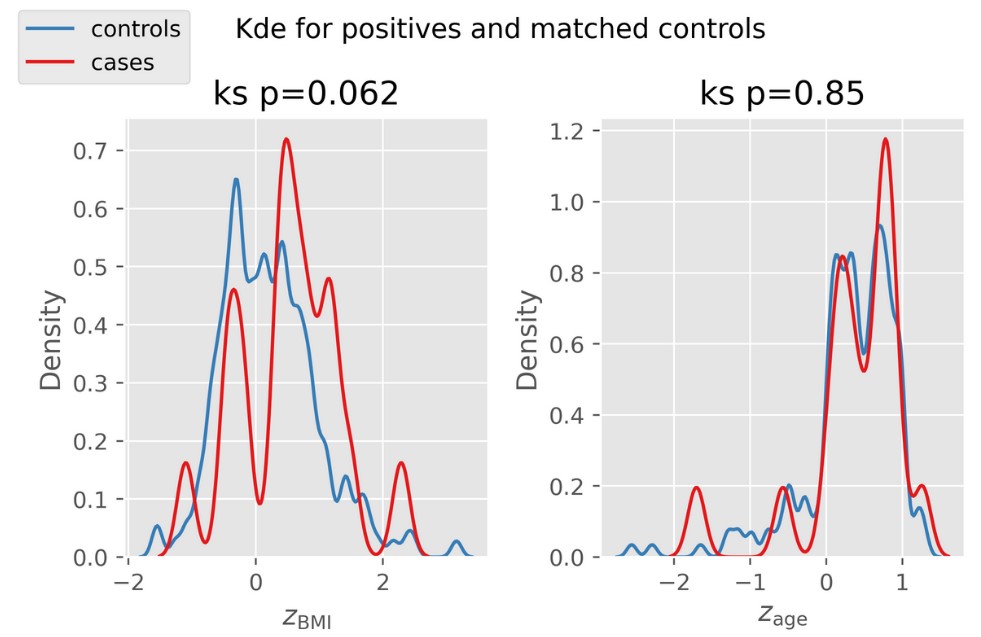 controls
cases
Kde for positives and matched controls
ks p=0.062
ks p=0.85
Density
0.7
0.6
0.5
0.4
0.3
0.2
0.1
0.0
−2
0
2
z_BMI
Density
1.2
1.0
0.8
0.6
0.4
0.2
0.0
−2
−1
0
1
z_age